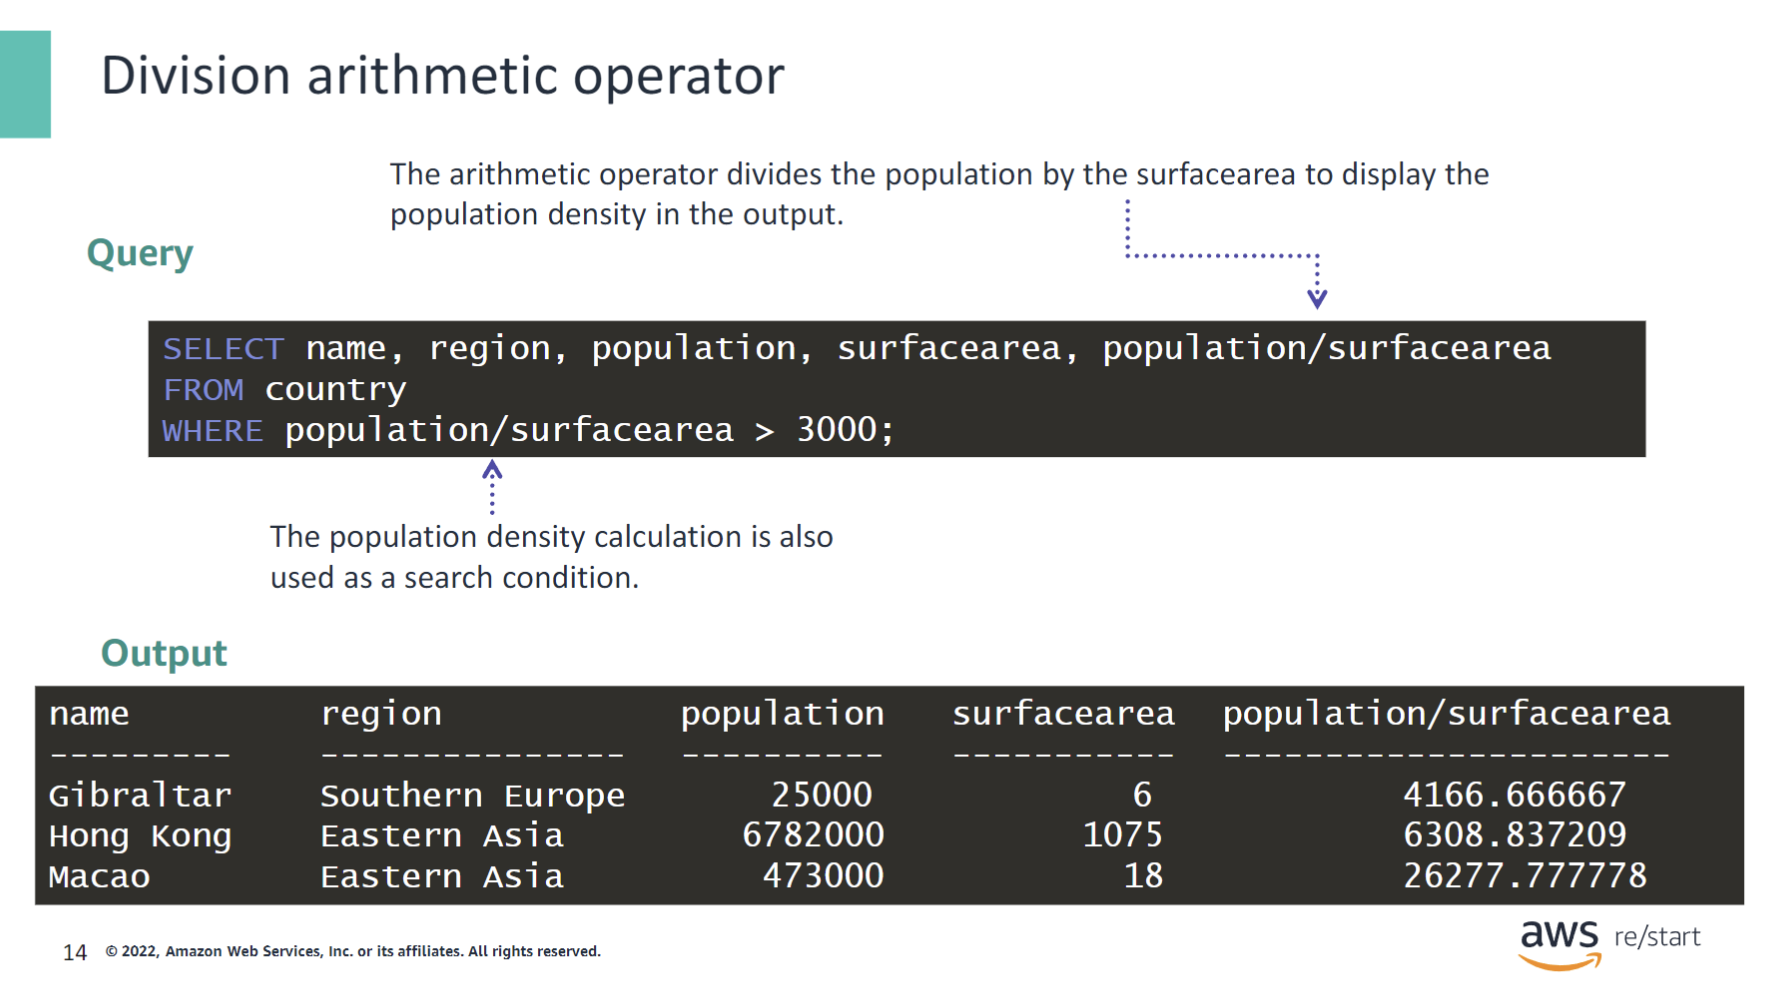 Division arithmetic operator
The arithmetic operator divides the population by the surfacearea to display the
population density in the output.
Query
SELECT name, region, population, surfacearea, population/surfacearea
FROM country
WHERE population/surfacearea > 3000;
The population density calculation is also
used as a search condition.
Output
name region population surfacearea population/surfacearea
--------- --------------- ---------- ----------- ----------------------
Gibraltar Southern Europe 25000 6 4166.666667
Hong Kong Eastern Asia 6782000 1075 6308.837209
Macao Eastern Asia 473000 18 26277.777778
14 © 2022, Amazon Web Services, Inc. or its affiliates. All rights reserved.
aws re/start